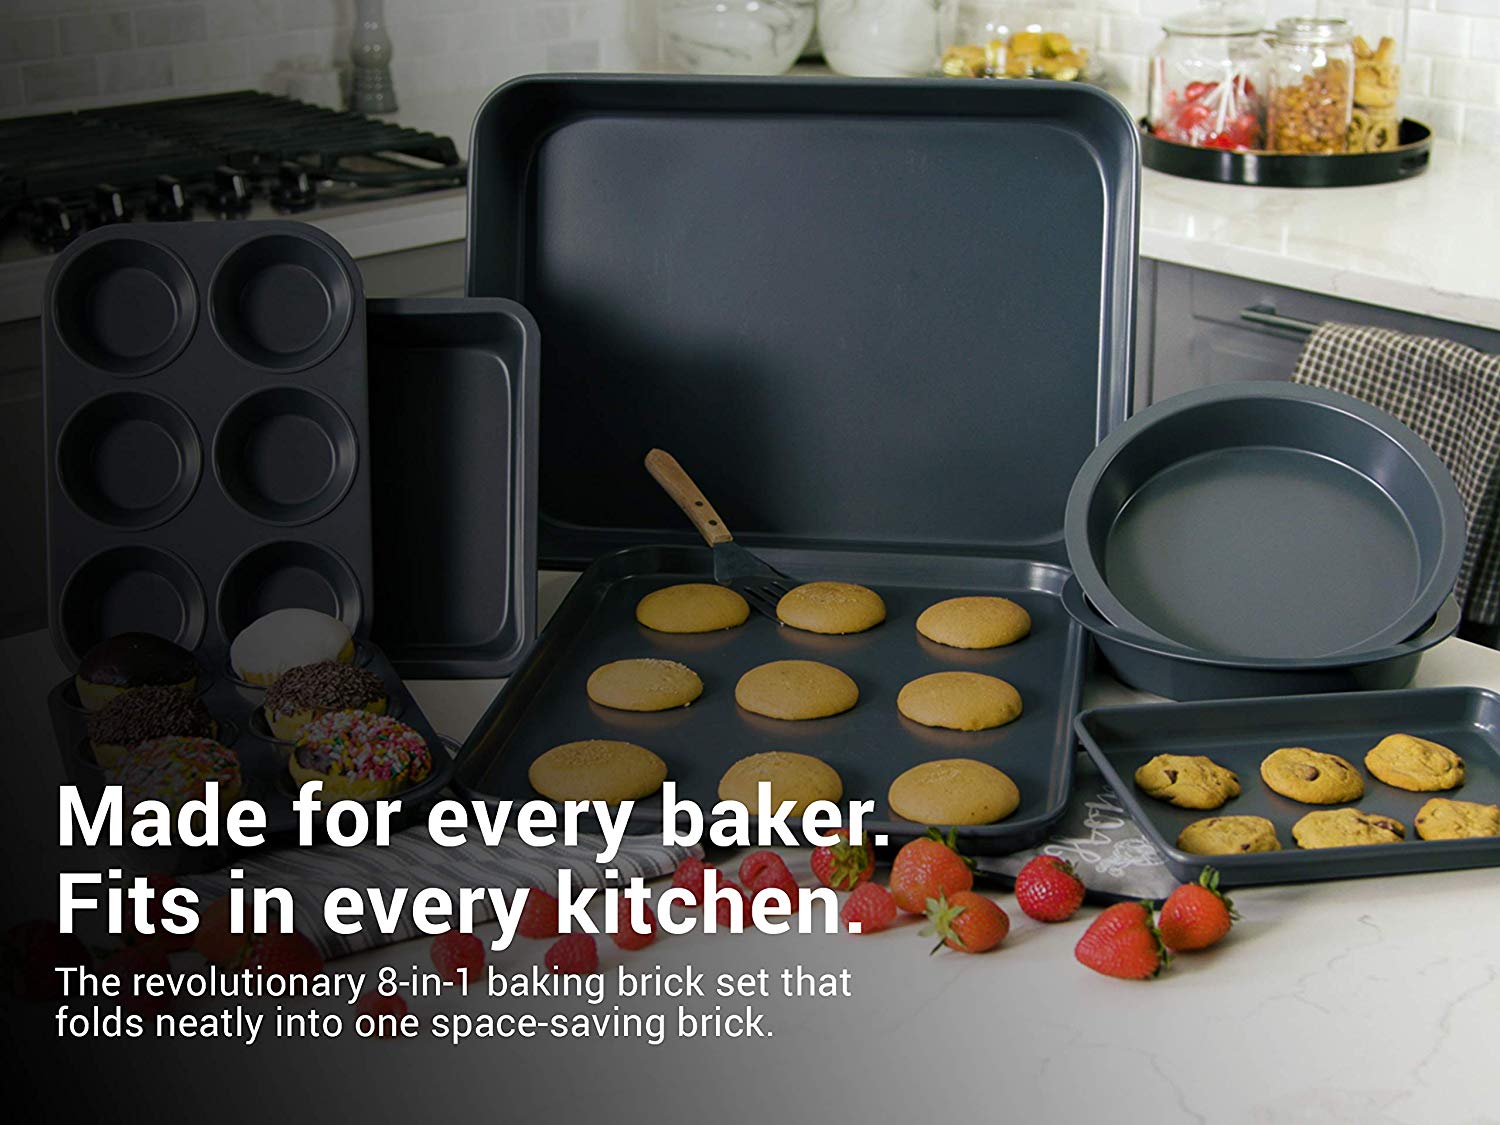 Made for every baker.
Fits in every kitchen.
The revolutionary 8-in-1 baking brick set that
folds neatly into one space-saving brick.